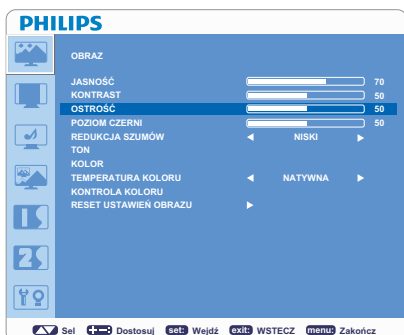 PHILIPS
OBRAZ
JASNOŚĆ 70
KONTRAST 50
OSTROŚĆ 50
POZIOM CZERNI 50
REDUKCJA SZUMÓW NISKI
TON
KOLOR
TEMPERATURA KOLORU NATYWNA
KONTROLA KOLORU
RESET USTAWIEŃ OBRAZU
Sel Dostosuj set: Wejdź exit: WSTECZ menu: Zakończ